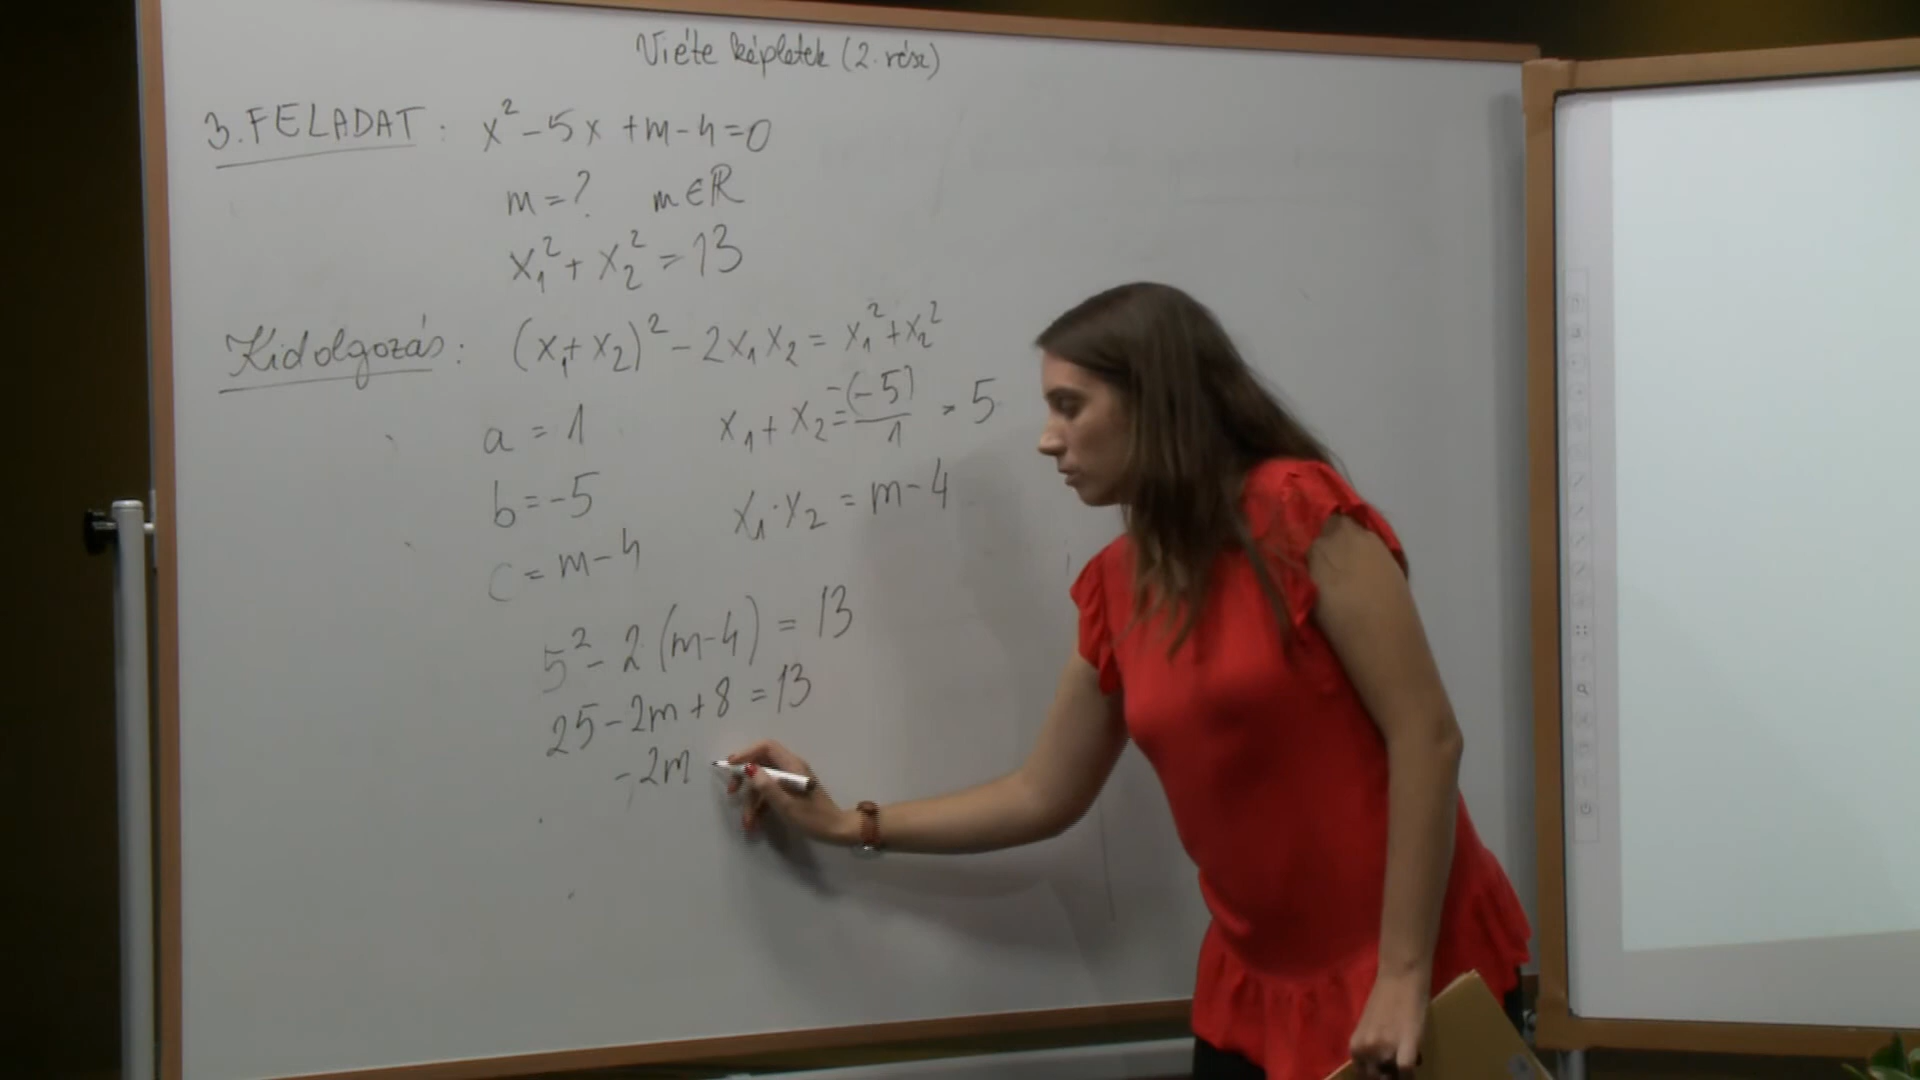 Viéte képletek (2. rész)
3. FELADAT: x² - 5x + m - 4 = 0
m = ? m ∈ ℝ
x₁² + x₂² = 13
Kidolgozás: (x₁ + x₂)² - 2x₁x₂ = x₁² + x₂²
a = 1 x₁ + x₂ = -(-5)/1 = 5
b = -5 x₁ · x₂ = m - 4
c = m - 4
5² - 2(m - 4) = 13
25 - 2m + 8 = 13
- 2m